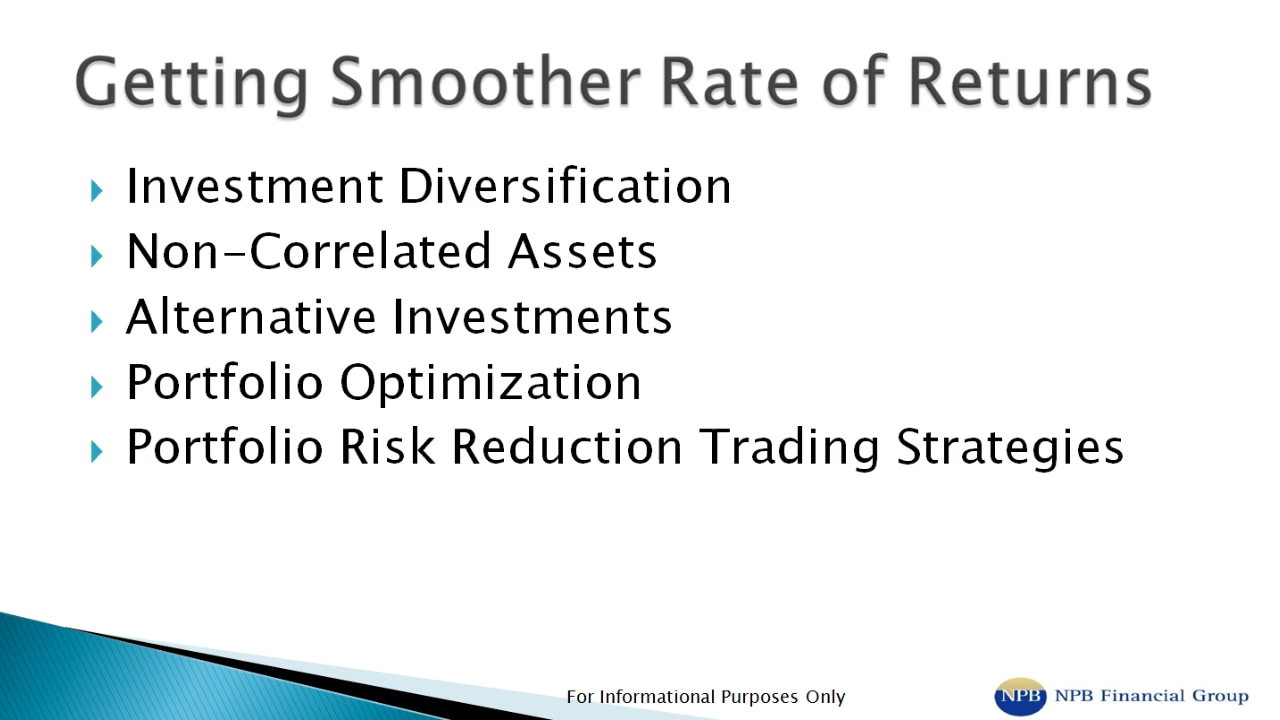 Getting Smoother Rate of Returns
Investment Diversification
Non-Correlated Assets
Alternative Investments
Portfolio Optimization
Portfolio Risk Reduction Trading Strategies
For Informational Purposes Only
NPB NPB Financial Group